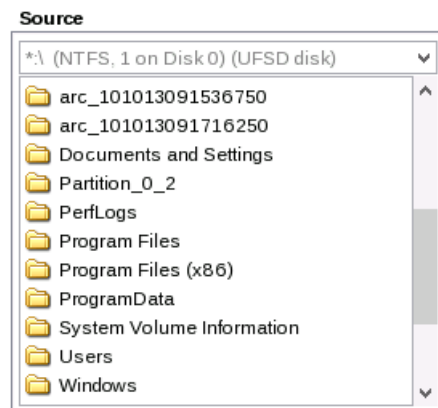 Source
*:\ (NTFS, 1 on Disk 0) (UFSD disk)
arc_101013091536750
arc_101013091716250
Documents and Settings
Partition_0_2
PerfLogs
Program Files
Program Files (x86)
ProgramData
System Volume Information
Users
Windows